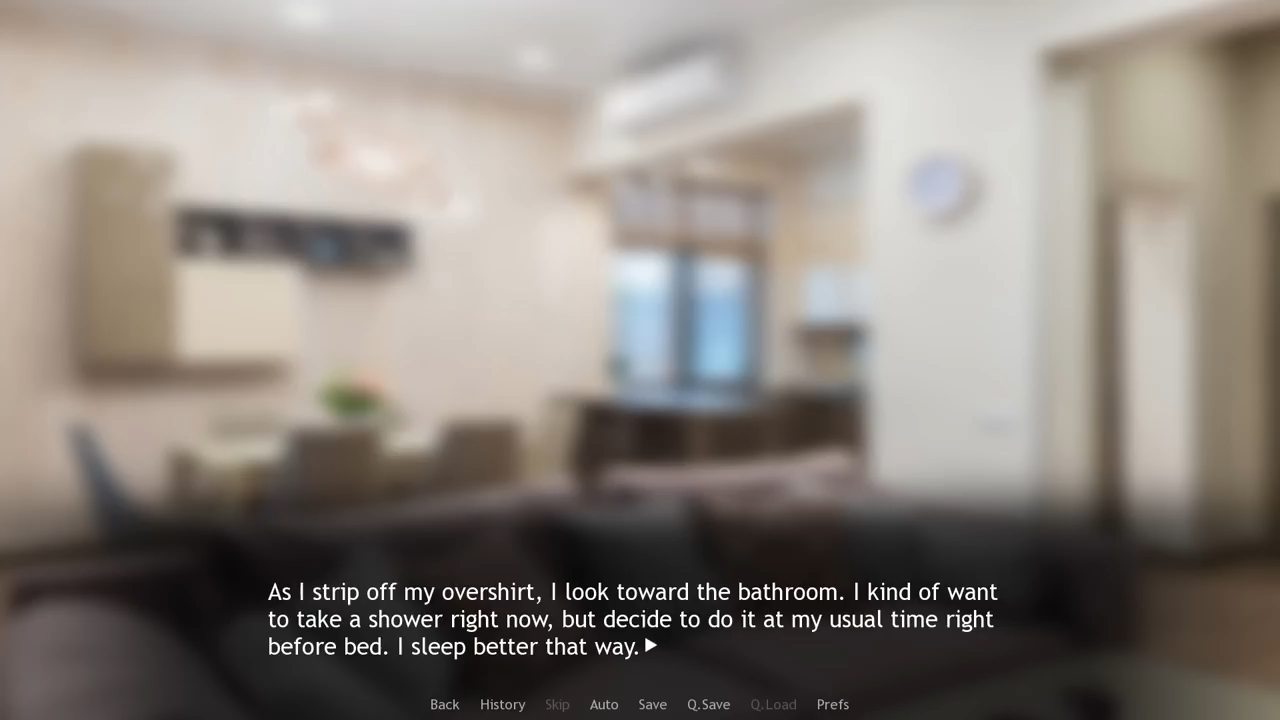 As I strip off my overshirt, I look toward the bathroom. I kind of want
to take a shower right now, but decide to do it at my usual time right
before bed. I sleep better that way.
Back History Skip Auto Save Q.Save Q.Load Prefs